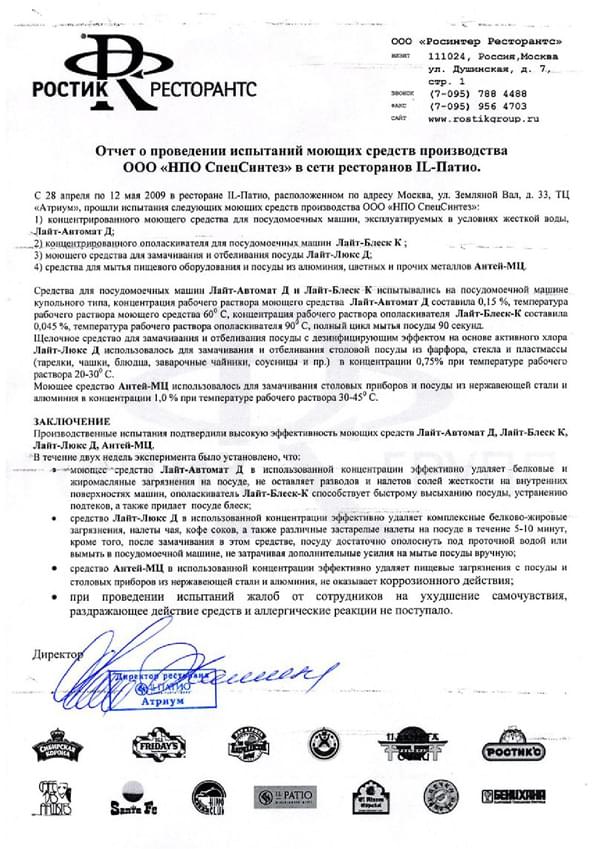 РОСТИК РЕСТОРАНТС
ООО «Росинтер Ресторантс»
ВИЗИТ 111024, Россия,Москва
ул. Душинская, д. 7,
стр. 1
ЗВОНОК (7-095) 788 4488
ФАКС (7-095) 956 4703
САЙТ www.rostikgroup.ru
Отчет о проведении испытаний моющих средств производства
ООО «НПО СпецСинтез» в сети ресторанов IL-Патио.
С 28 апреля по 12 мая 2009 в ресторане IL-Патио, расположенном по адресу Москва, ул. Земляной Вал, д. 33, ТЦ
«Атриум», прошли испытания следующих моющих средств производства ООО «НПО СпецСинтез»:
1) концентрированного моющего средства для посудомоечных машин, эксплуатируемых в условиях жесткой воды,
Лайт-Автомат Д;
2) концентрированного ополаскивателя для посудомоечных машин Лайт-Блеск К ;
3) моющего средства для замачивания и отбеливания посуды Лайт-Люкс Д;
4) средства для мытья пищевого оборудования и посуды из алюминия, цветных и прочих металлов Антей-МЦ.
Средства для посудомоечных машин Лайт-Автомат Д и Лайт-Блеск К испытывались на посудомоечной машине
купольного типа, концентрация рабочего раствора моющего средства Лайт-Автомат Д составила 0,15 %, температура
рабочего раствора моющего средства 60⁰ С, концентрация рабочего раствора ополаскивателя Лайт-Блеск К составила
0,045 %, температура рабочего раствора ополаскивателя 90⁰ С, полный цикл мытья посуды 90 секунд.
Щелочное средство для замачивания и отбеливания посуды с дезинфицирующим эффектом на основе активного хлора
Лайт-Люкс Д использовалось для замачивания и отбеливания столовой посуды из фарфора, стекла и пластмассы
(тарелки, чашки, блюдца, заварочные чайники, соусницы и пр.) в концентрации 0,75% при температуре рабочего
раствора 20-30⁰ С.
Моющее средство Антей-МЦ использовалось для замачивания столовых приборов и посуды из нержавеющей стали и
алюминия в концентрации 1,0 % при температуре рабочего раствора 30-45⁰ С.
ЗАКЛЮЧЕНИЕ
Производственные испытания подтвердили высокую эффективность моющих средств Лайт-Автомат Д, Лайт-Блеск К,
Лайт-Люкс Д, Антей-МЦ.
В течение двух недель эксперимента было установлено, что:
• моющее средство Лайт-Автомат Д в использованной концентрации эффективно удаляет белковые и
жиромасляные загрязнения на посуде, не оставляет разводов и налетов солей жесткости на внутренних
поверхностях машин, ополаскиватель Лайт-Блеск-К способствует быстрому высыханию посуды, устранению
подтеков, а также придает посуде блеск;
• средство Лайт-Люкс Д в использованной концентрации эффективно удаляет комплексные белково-жировые
загрязнения, налеты чая, кофе соков, а также различные застарелые налеты на посуде в течение 5-10 минут,
кроме того, после замачивания в этом средстве, посуду достаточно ополоснуть под проточной водой или
вымыть в посудомоечной машине, не затрачивая дополнительные усилия на мытье посуды вручную;
• средство Антей-МЦ в использованной концентрации эффективно удаляет пищевые загрязнения с посуды и
столовых приборов из нержавеющей стали и алюминия, не оказывает коррозионного действия;
• при проведении испытаний жалоб от сотрудников на ухудшение самочувствия,
раздражающее действие средств и аллергические реакции не поступало.
Директор
Директор ресторана
IL ПАТИО
Атриум
СИБИРСКАЯ КОРОНА
FRIDAY'S
РОСТИК'С
Santa Fe
HIPPO CLUB
IL PATIO
БЕНИХАНА